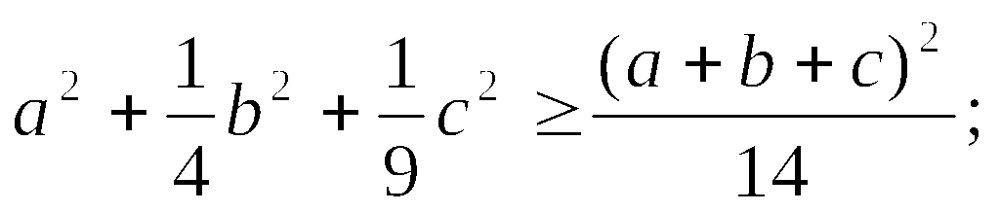 a² + 1/4 b² + 1/9 c² ≥ (a + b + c)²/14;